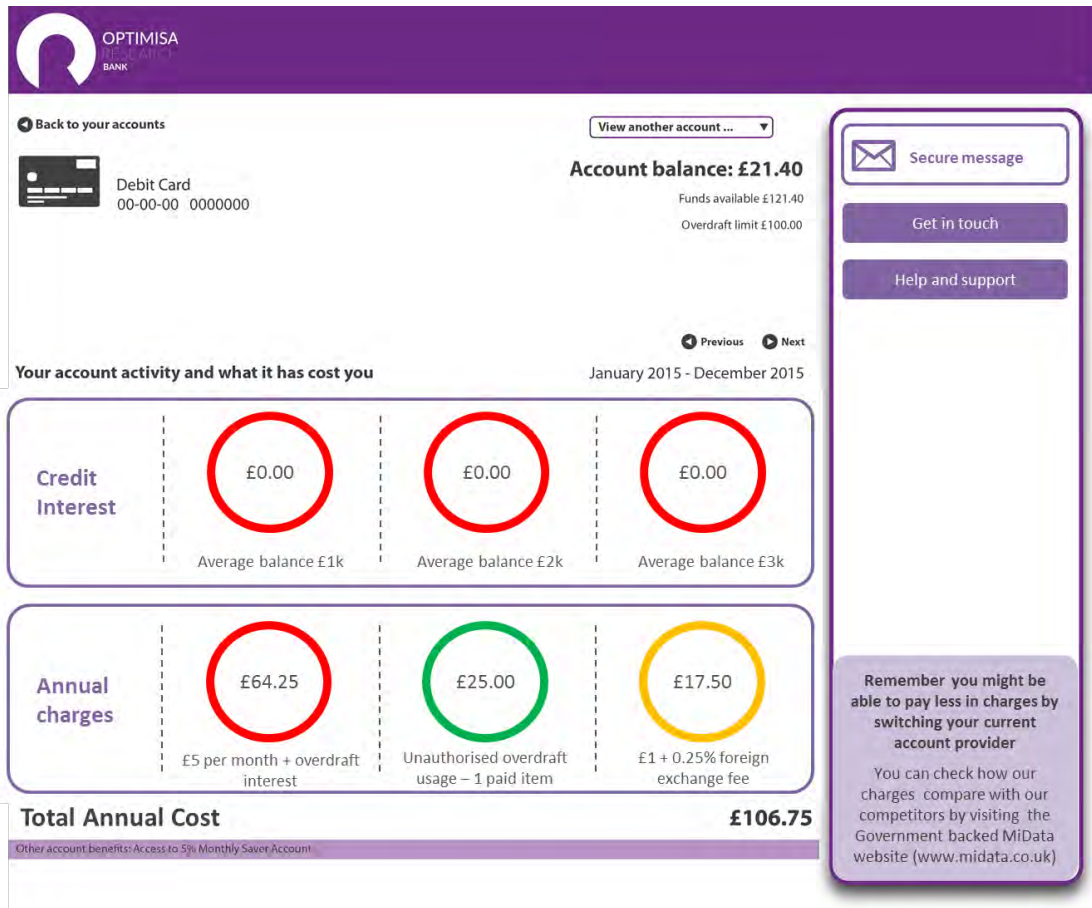 OPTIMISA
RESEARCH
BANK
Back to your accounts
View another account ...
Debit Card
00-00-00 0000000
Account balance: £21.40
Funds available £121.40
Overdraft limit £100.00
Secure message
Get in touch
Help and support
Previous Next
Your account activity and what it has cost you
January 2015 - December 2015
Credit
Interest
£0.00
Average balance £1k
£0.00
Average balance £2k
£0.00
Average balance £3k
Annual
charges
£64.25
£5 per month + overdraft
interest
£25.00
Unauthorised overdraft
usage – 1 paid item
£17.50
£1 + 0.25% foreign
exchange fee
Total Annual Cost
£106.75
Other account benefits: Access to 5% Monthly Saver Account
Remember you might be
able to pay less in charges by
switching your current
account provider
You can check how our
charges compare with our
competitors by visiting the
Government backed MiData
website (www.midata.co.uk)